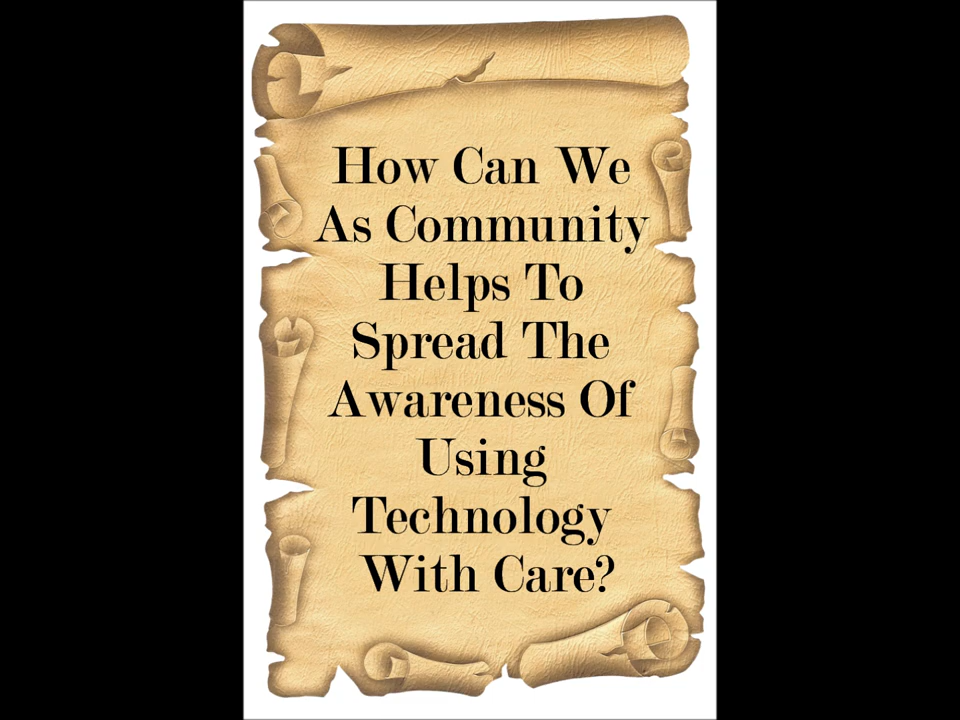 How Can We
As Community
Helps To
Spread The
Awareness Of
Using
Technology
With Care?